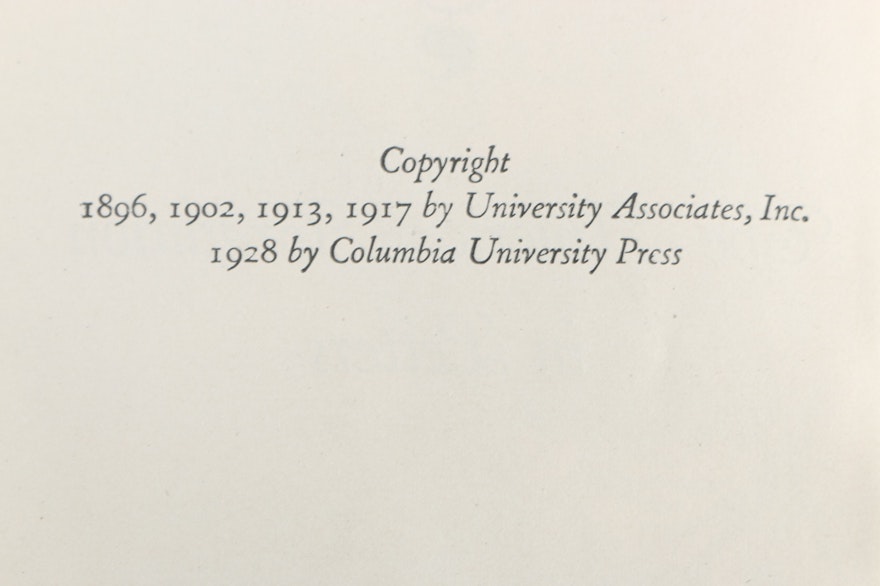 Copyright
1896, 1902, 1913, 1917 by University Associates, Inc.
1928 by Columbia University Press